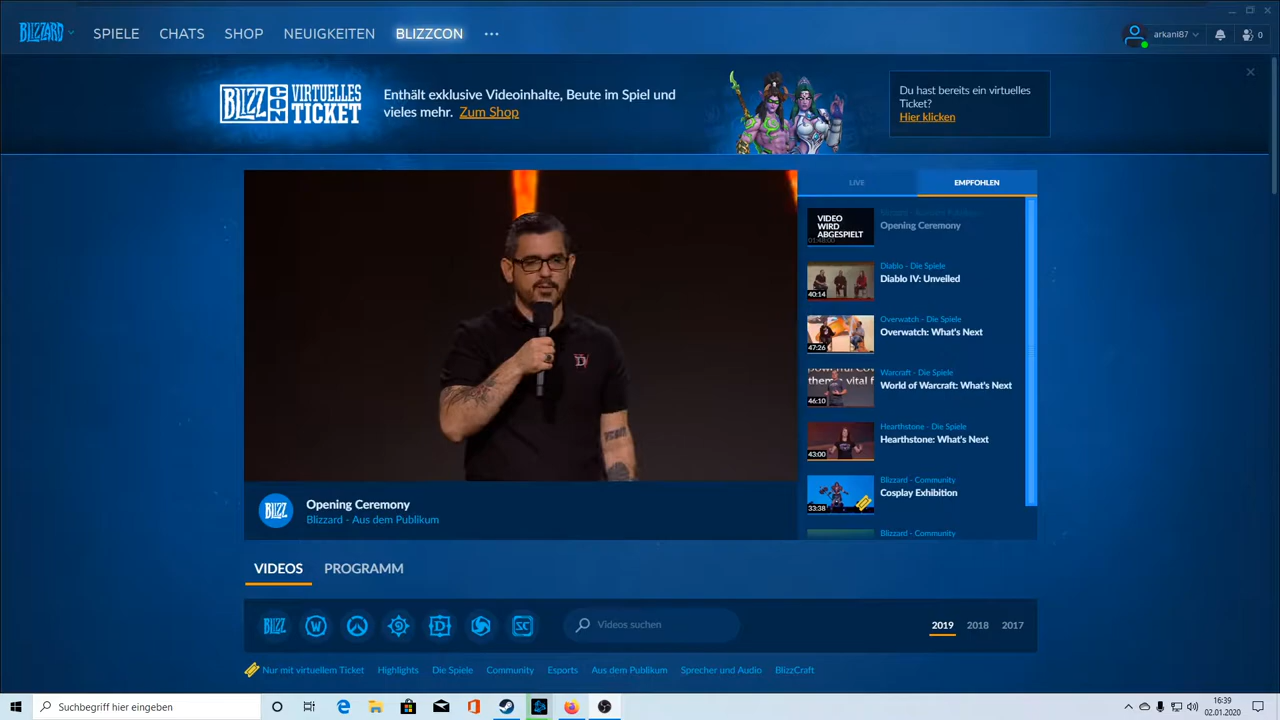 BLIZZARD
SPIELE
CHATS
SHOP
NEUIGKEITEN
BLIZZCON
arkani87
0
BLIZZCON VIRTUELLES TICKET
Enthält exklusive Videoinhalte, Beute im Spiel und
vieles mehr. Zum Shop
Du hast bereits ein virtuelles
Ticket?
Hier klicken
LIVE
EMPFOHLEN
VIDEO
WIRD
ABGESPIELT
01:48:00
Opening Ceremony
Diablo - Die Spiele
Diablo IV: Unveiled
40:14
Overwatch - Die Spiele
Overwatch: What's Next
47:26
Warcraft - Die Spiele
World of Warcraft: What's Next
46:10
Hearthstone - Die Spiele
Hearthstone: What's Next
43:00
Blizzard - Community
Cosplay Exhibition
33:38
Blizzard - Community
BLIZZ
Opening Ceremony
Blizzard - Aus dem Publikum
VIDEOS
PROGRAMM
BLIZZ
Videos suchen
2019
2018
2017
Nur mit virtuellem Ticket
Highlights
Die Spiele
Community
Esports
Aus dem Publikum
Sprecher und Audio
BlizzCraft
Suchbegriff hier eingeben
16:39
02.01.2020